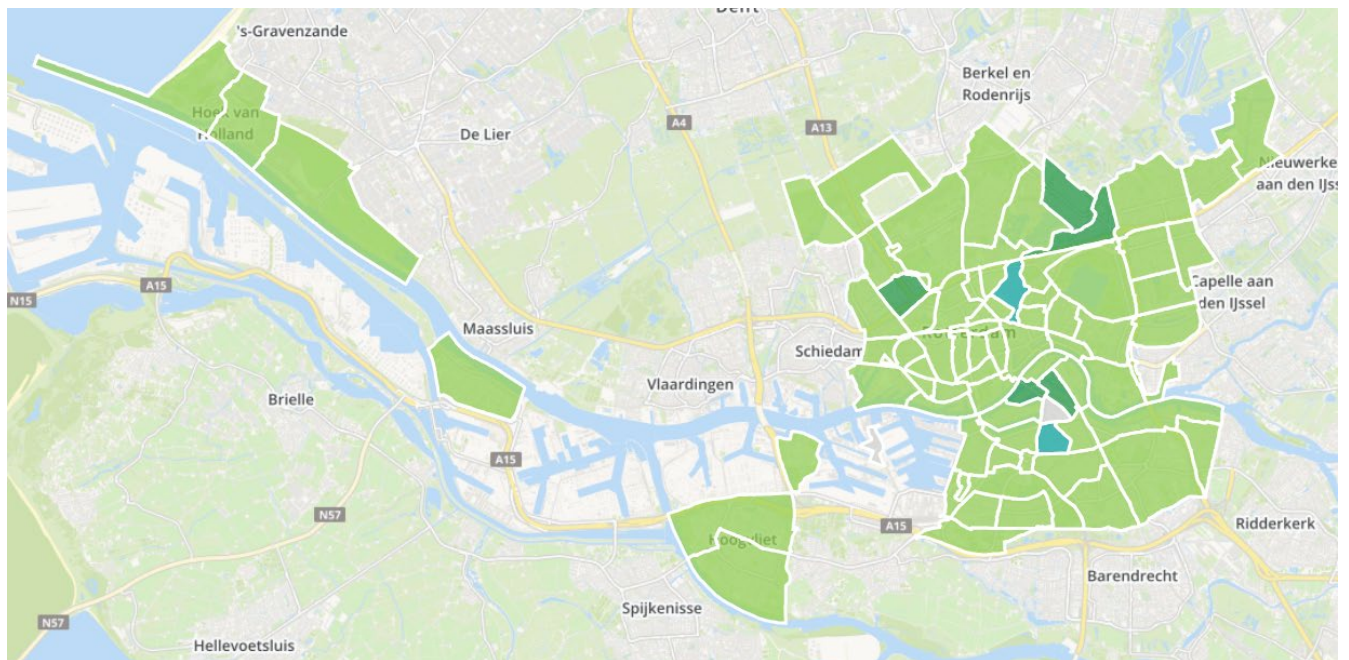 Delft
's-Gravenzande
Berkel en
Rodenrijs
Hoek van
Holland
De Lier
A4
A13
Nieuwerke
aan den IJss
A15
N15
Capelle aan
den IJssel
Maassluis
Rotterdam
Schiedam
Vlaardingen
Brielle
A15
N57
A15
Ridderkerk
Hoogvliet
Barendrecht
Spijkenisse
N57
Hellevoetsluis